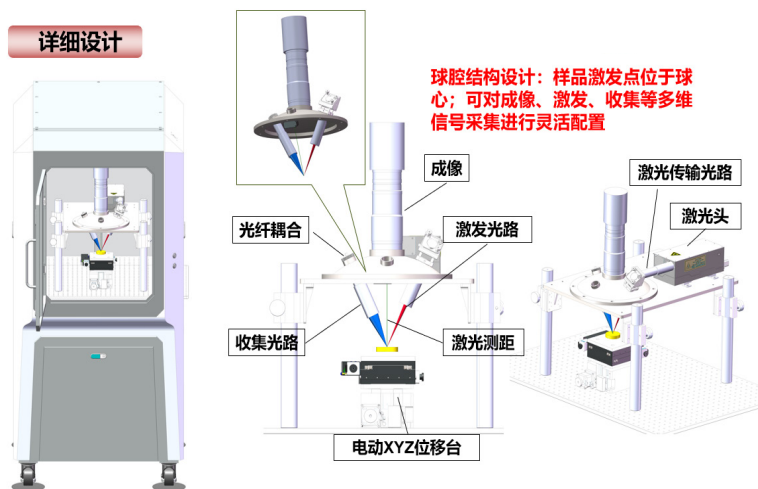 详细设计
球腔结构设计：样品激发点位于球
心；可对成像、激发、收集等多维
信号采集进行灵活配置
成像
激光传输光路
光纤耦合
激发光路
激光头
收集光路
激光测距
电动XYZ位移台